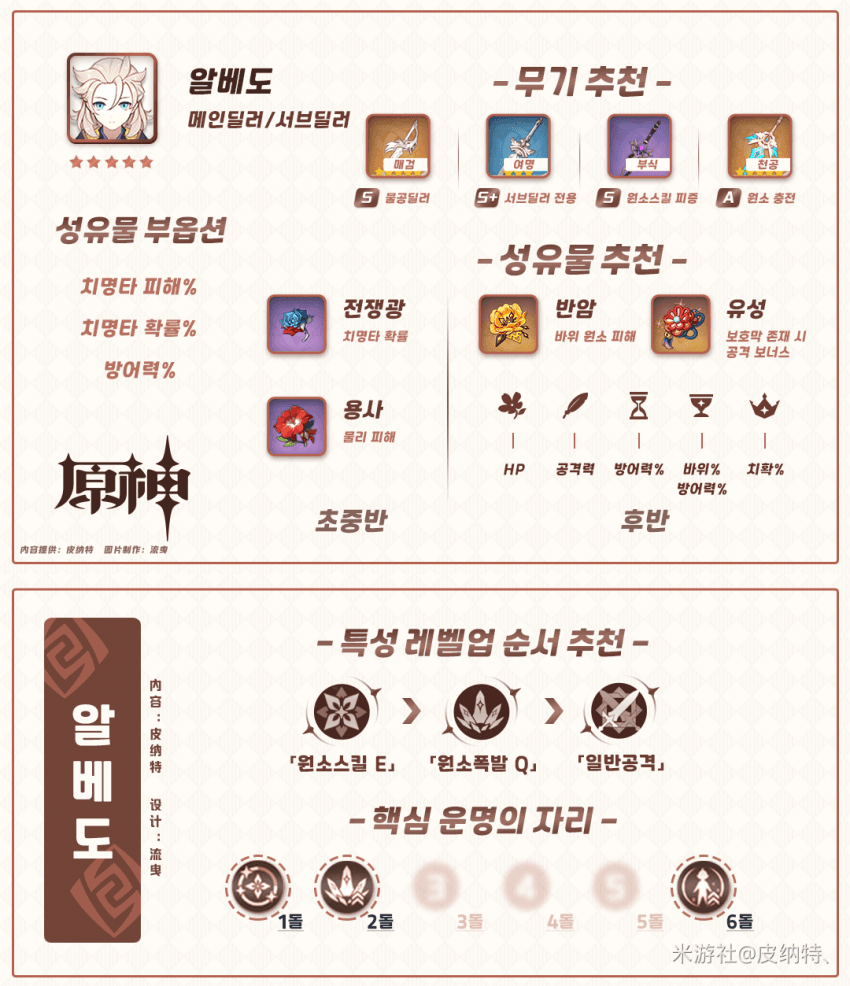 알베도
메인딜러/서브딜러
- 무기 추천 -
매검
여명
부식
천공
S 물공딜러
S+ 서브딜러 전용
S 원소스킬 피증
A 원소 충전
성유물 부옵션
치명타 피해%
치명타 확률%
방어력%
- 성유물 추천 -
전쟁광
치명타 확률
용사
물리 피해
초중반
반암
바위 원소 피해
유성
보호막 존재 시
공격 보너스
HP
공격력
방어력%
바위%
방어력%
치확%
후반
原神
内容提供：皮纳特 图片制作：流曳
알베도
内容：皮纳特 设计：流曳
- 특성 레벨업 순서 추천 -
「원소스킬 E」
「원소폭발 Q」
「일반공격」
- 핵심 운명의 자리 -
3
4
5
1돌
2돌
3돌
4돌
5돌
6돌
米游社@皮纳特、